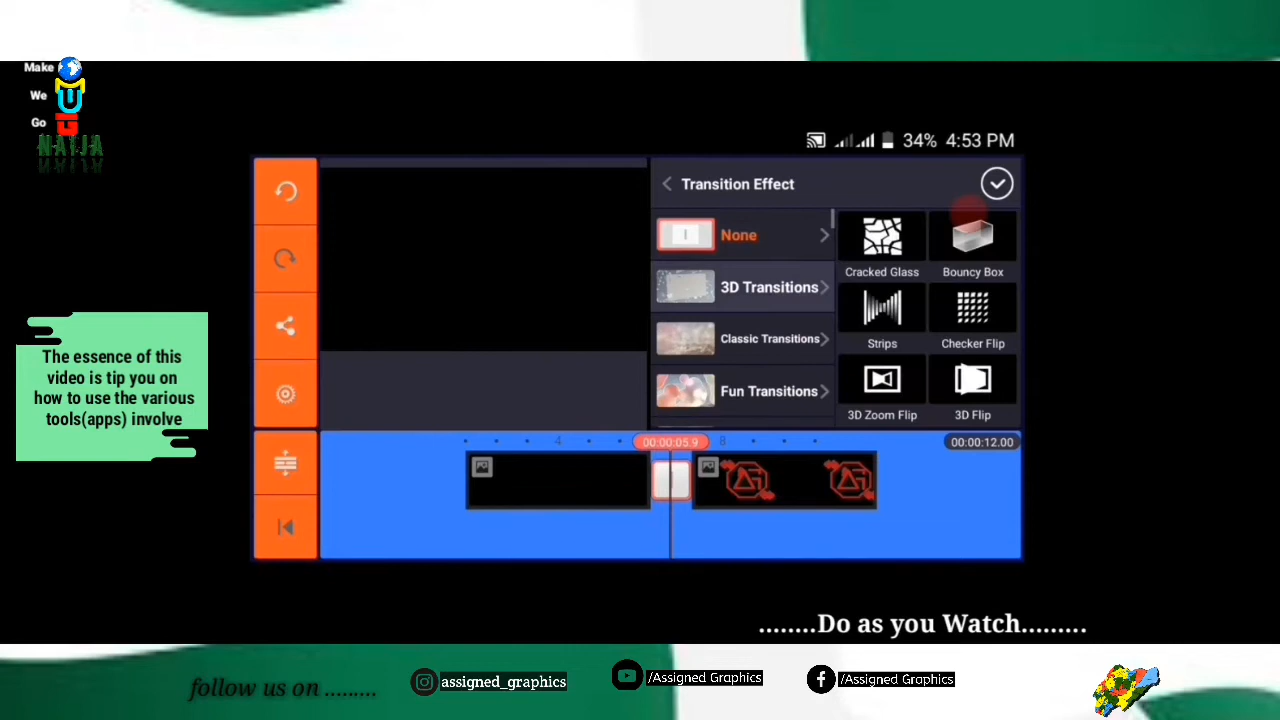 Make
We
Go
NAIJA
34% 4:53 PM
Transition Effect
None
3D Transitions
Classic Transitions
Fun Transitions
Cracked Glass
Bouncy Box
Strips
Checker Flip
3D Zoom Flip
3D Flip
The essence of this
video is tip you on
how to use the various
tools(apps) involve
4
00:00:05.9
8
00:00:12.00
........Do as you Watch.........
follow us on .........
assigned_graphics
/Assigned Graphics
/Assigned Graphics